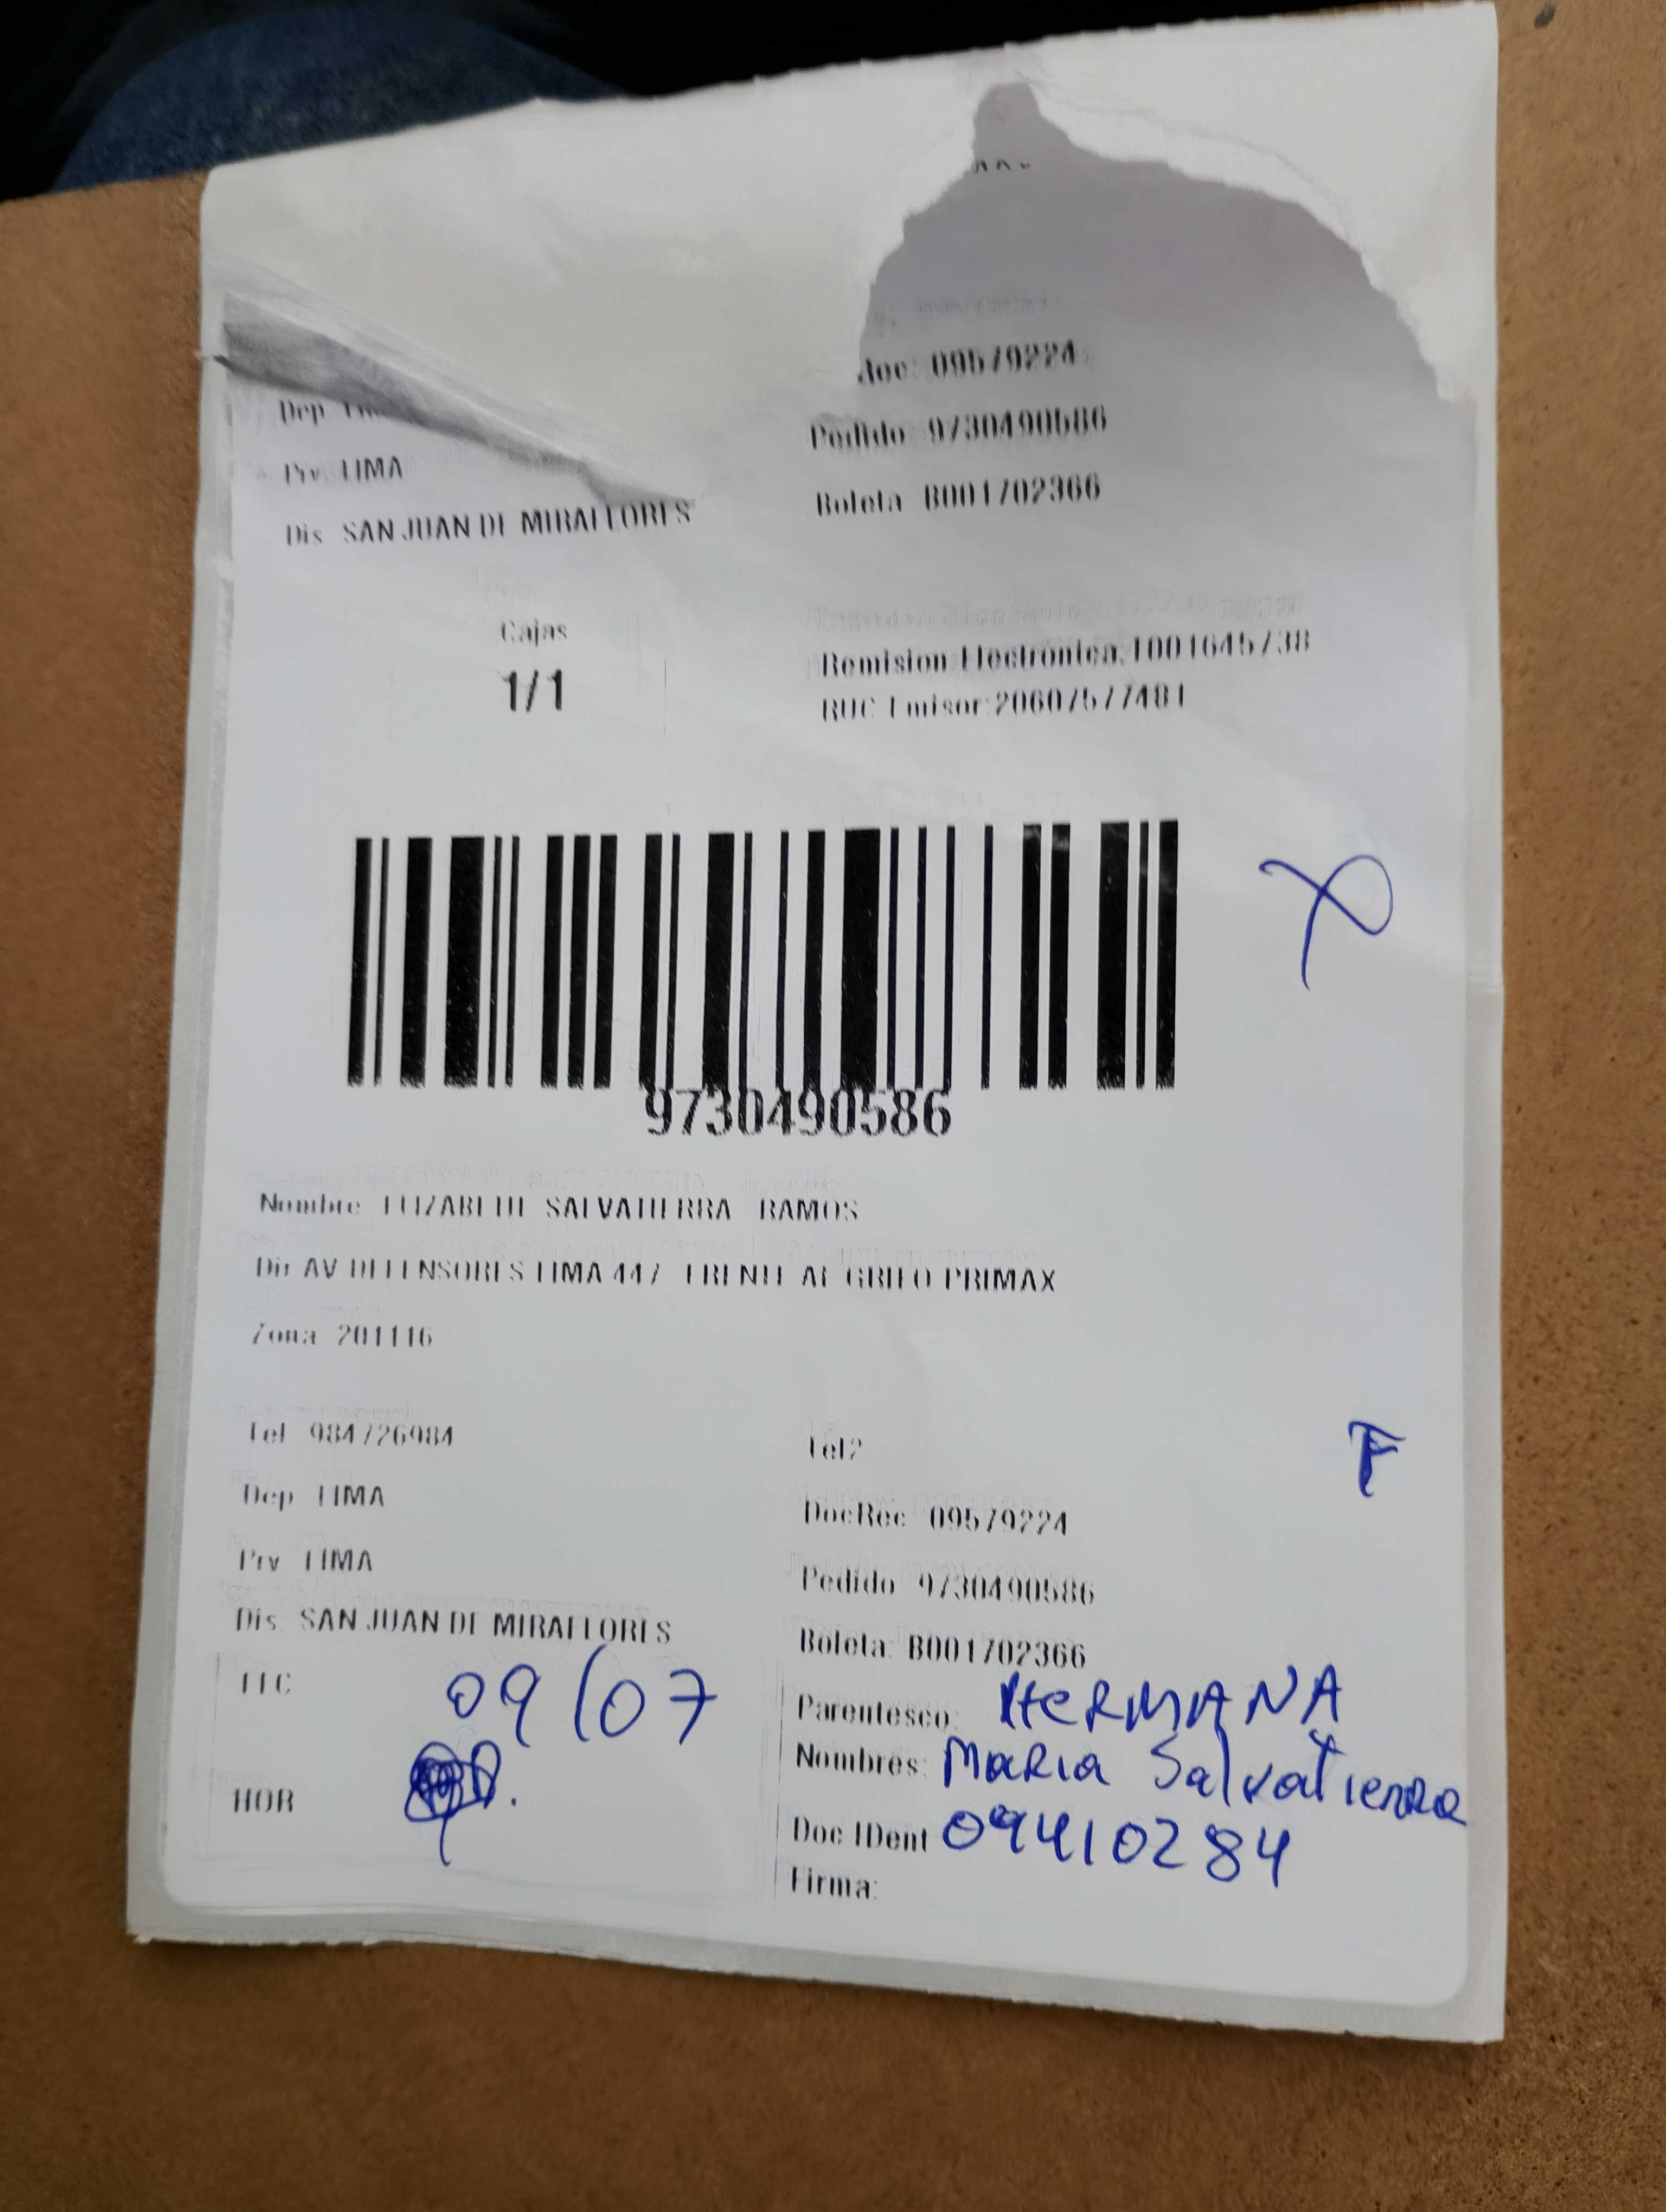 Doc: 09579224
Pedido 9730490586
Boleta B001702366
Dep
Prv LIMA
Dis SAN JUAN DE MIRAFLORES
Cajas
1/1
Remision Electrónica:
RUC Emisor:20607577481
9730490586
Nombre ELIZABETH SALVATIERRA RAMOS
Dir AV DEFENSORES LIMA 447 FRENTE AL GRIFO PRIMAX
Zona 201116
Tel 984726984
Tel2
Dep LIMA
DocRec 09579224
Prv LIMA
Pedido 9730490586
Dis SAN JUAN DE MIRAFLORES
Boleta: B001702366
09/07
Parentesco: HERMANA
Nombres: MaRia Salvatierra
HOR
Doc IDent 09410284
Firma:
F